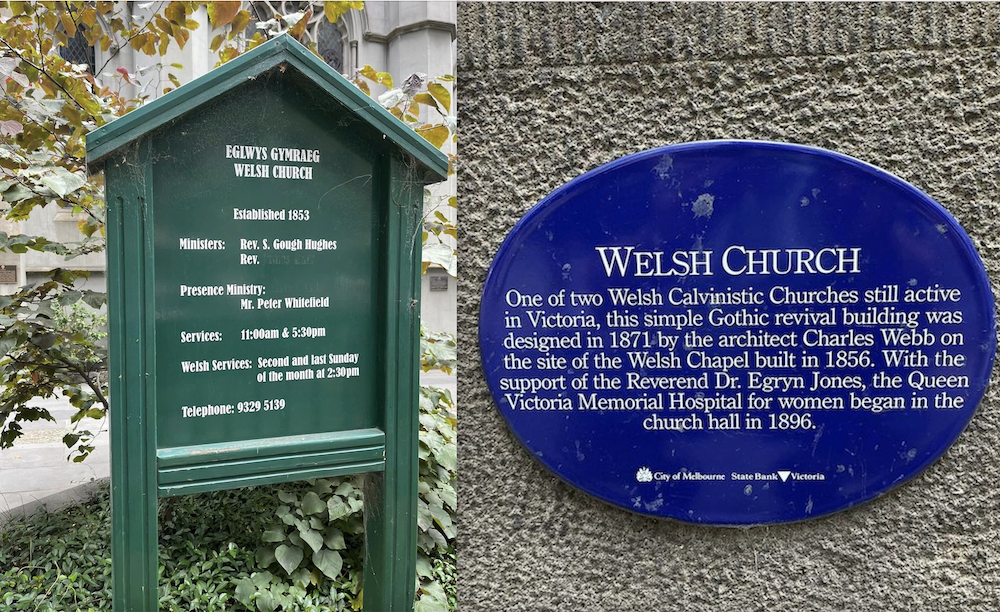 EGLWYS GYMRAEG
WELSH CHURCH
Established 1853
Ministers: Rev. S. Gough Hughes
Rev.
Presence Ministry:
Mr. Peter Whitefield
Services: 11:00am & 5:30pm
Welsh Services: Second and last Sunday
of the month at 2:30pm
Telephone: 9329 5139
WELSH CHURCH
One of two Welsh Calvinistic Churches still active
in Victoria, this simple Gothic revival building was
designed in 1871 by the architect Charles Webb on
the site of the Welsh Chapel built in 1856. With the
support of the Reverend Dr. Egryn Jones, the Queen
Victoria Memorial Hospital for women began in the
church hall in 1896.
City of Melbourne State Bank Victoria